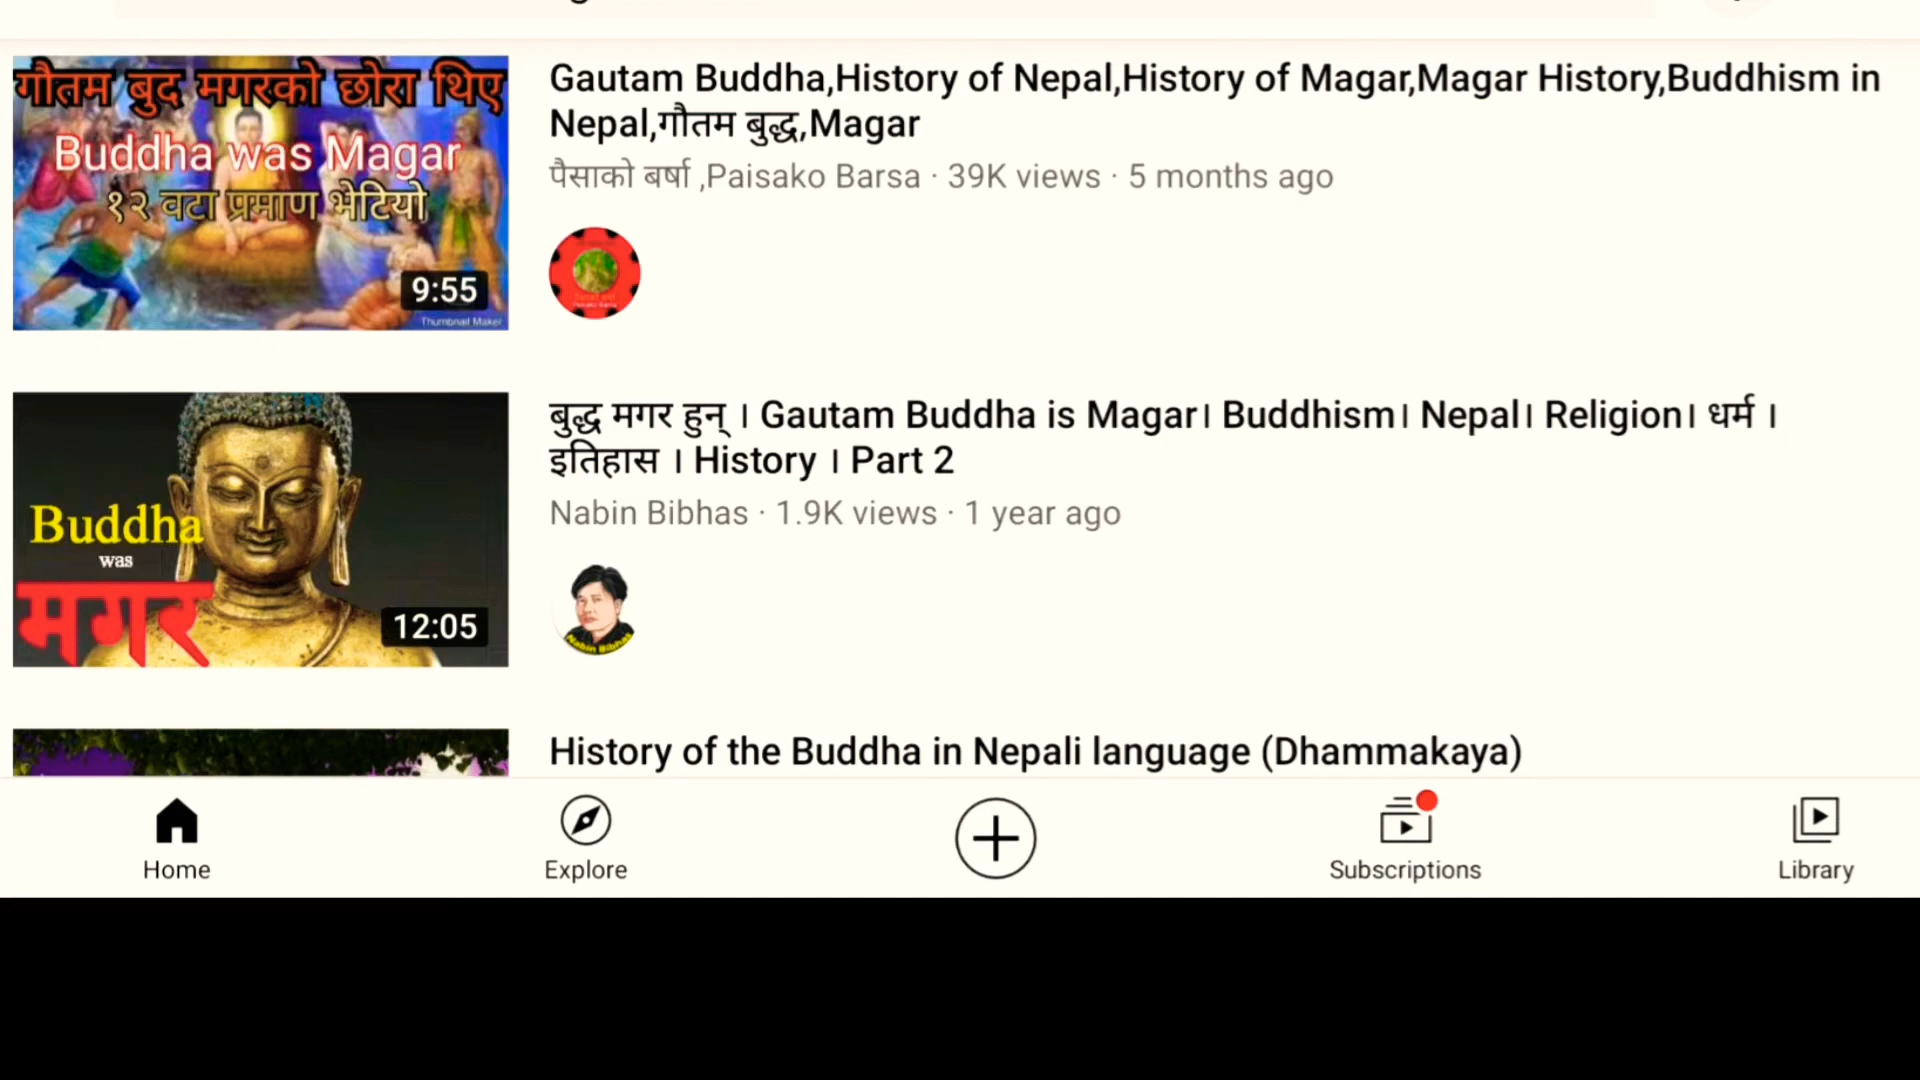 गौतम बुद मगरको छोरा थिए
Buddha was Magar
१२ वटा प्रमाण भेटियो
9:55
Thumbnail Maker
Gautam Buddha,History of Nepal,History of Magar,Magar History,Buddhism in
Nepal,गौतम बुद्ध,Magar
पैसाको बर्षा ,Paisako Barsa · 39K views · 5 months ago
Buddha
was
मगर
12:05
बुद्ध मगर हुन् । Gautam Buddha is Magar। Buddhism। Nepal। Religion। धर्म ।
इतिहास । History । Part 2
Nabin Bibhas · 1.9K views · 1 year ago
Nabin Bibhas
History of the Buddha in Nepali language (Dhammakaya)
Home
Explore
Subscriptions
Library